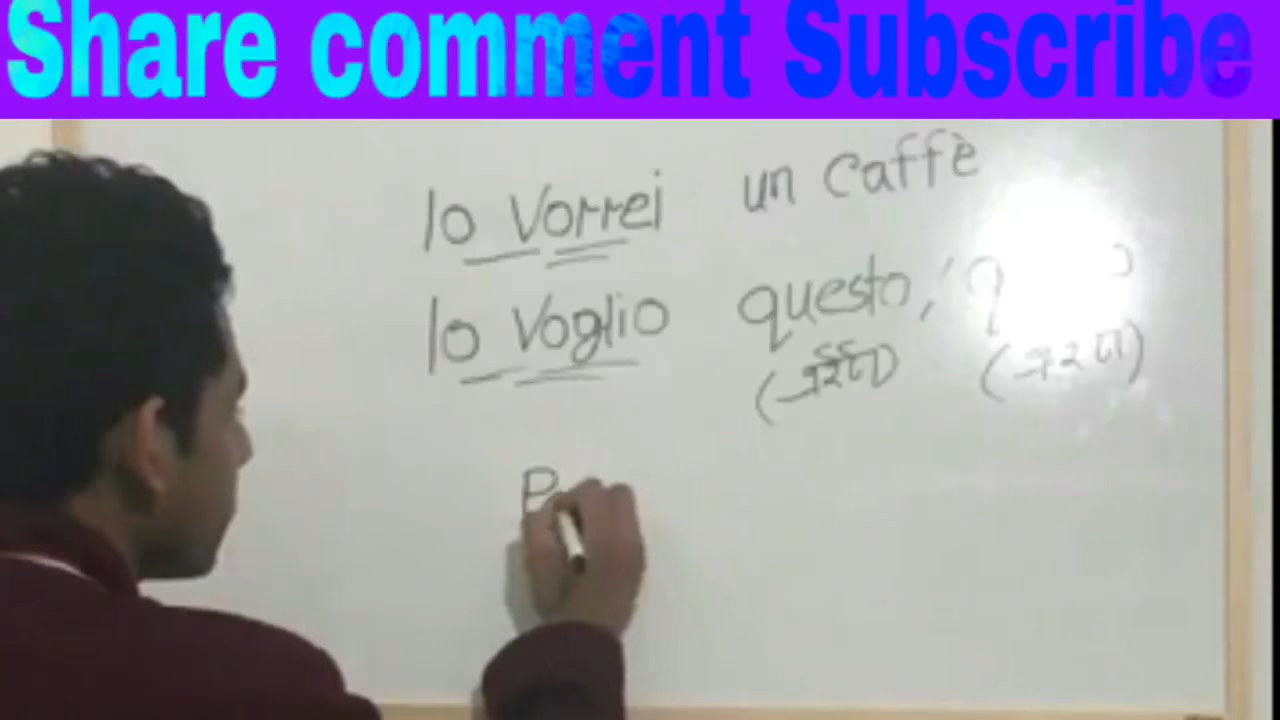 Share comment Subscribe
Io Vorrei un Caffè
Io Voglio questo,